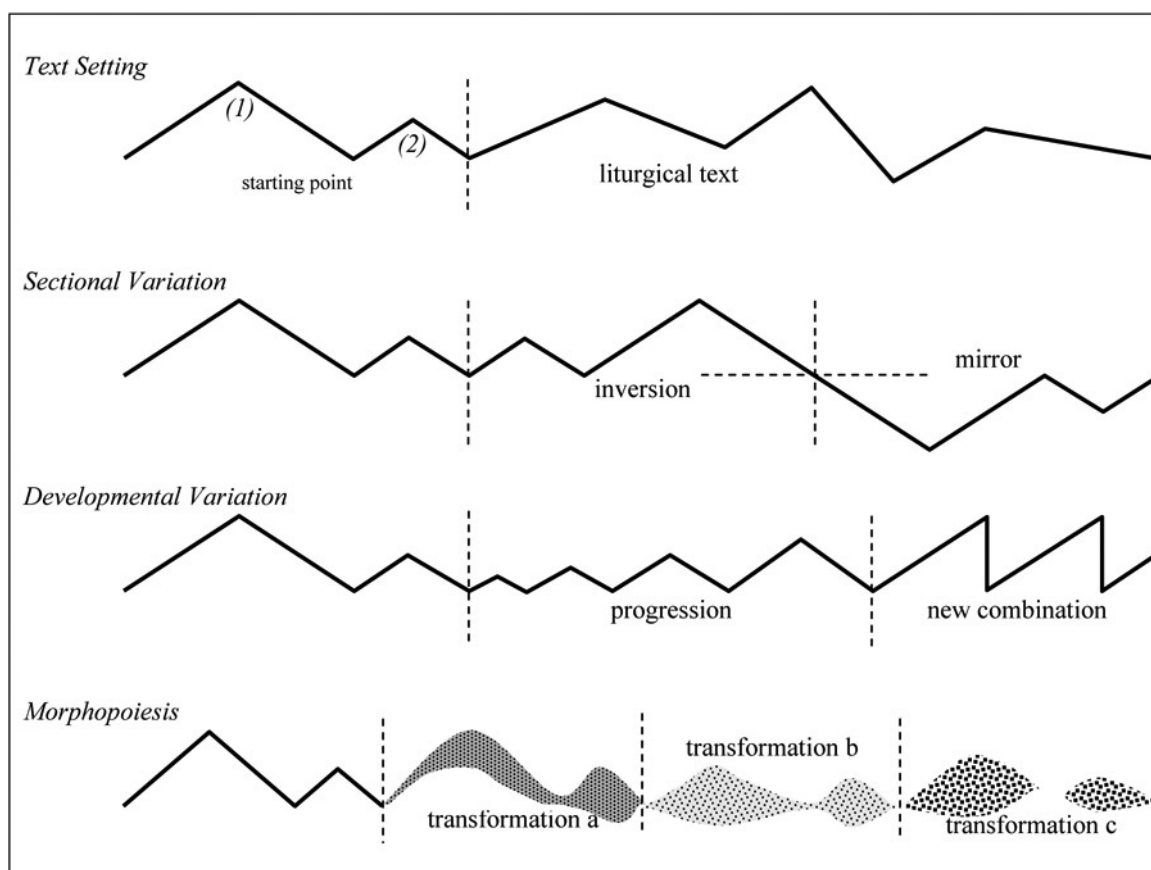 Text Setting
(1)
(2)
starting point
liturgical text
Sectional Variation
inversion
mirror
Developmental Variation
progression
new combination
Morphopoiesis
transformation a
transformation b
transformation c